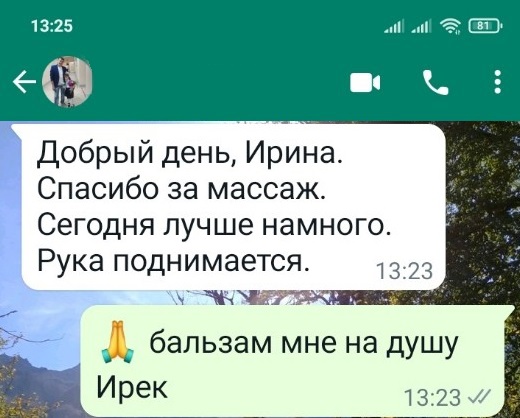 13:25
81
Добрый день, Ирина.
Спасибо за массаж.
Сегодня лучше намного.
Рука поднимается.
13:23
🙏 бальзам мне на душу
Ирек
13:23